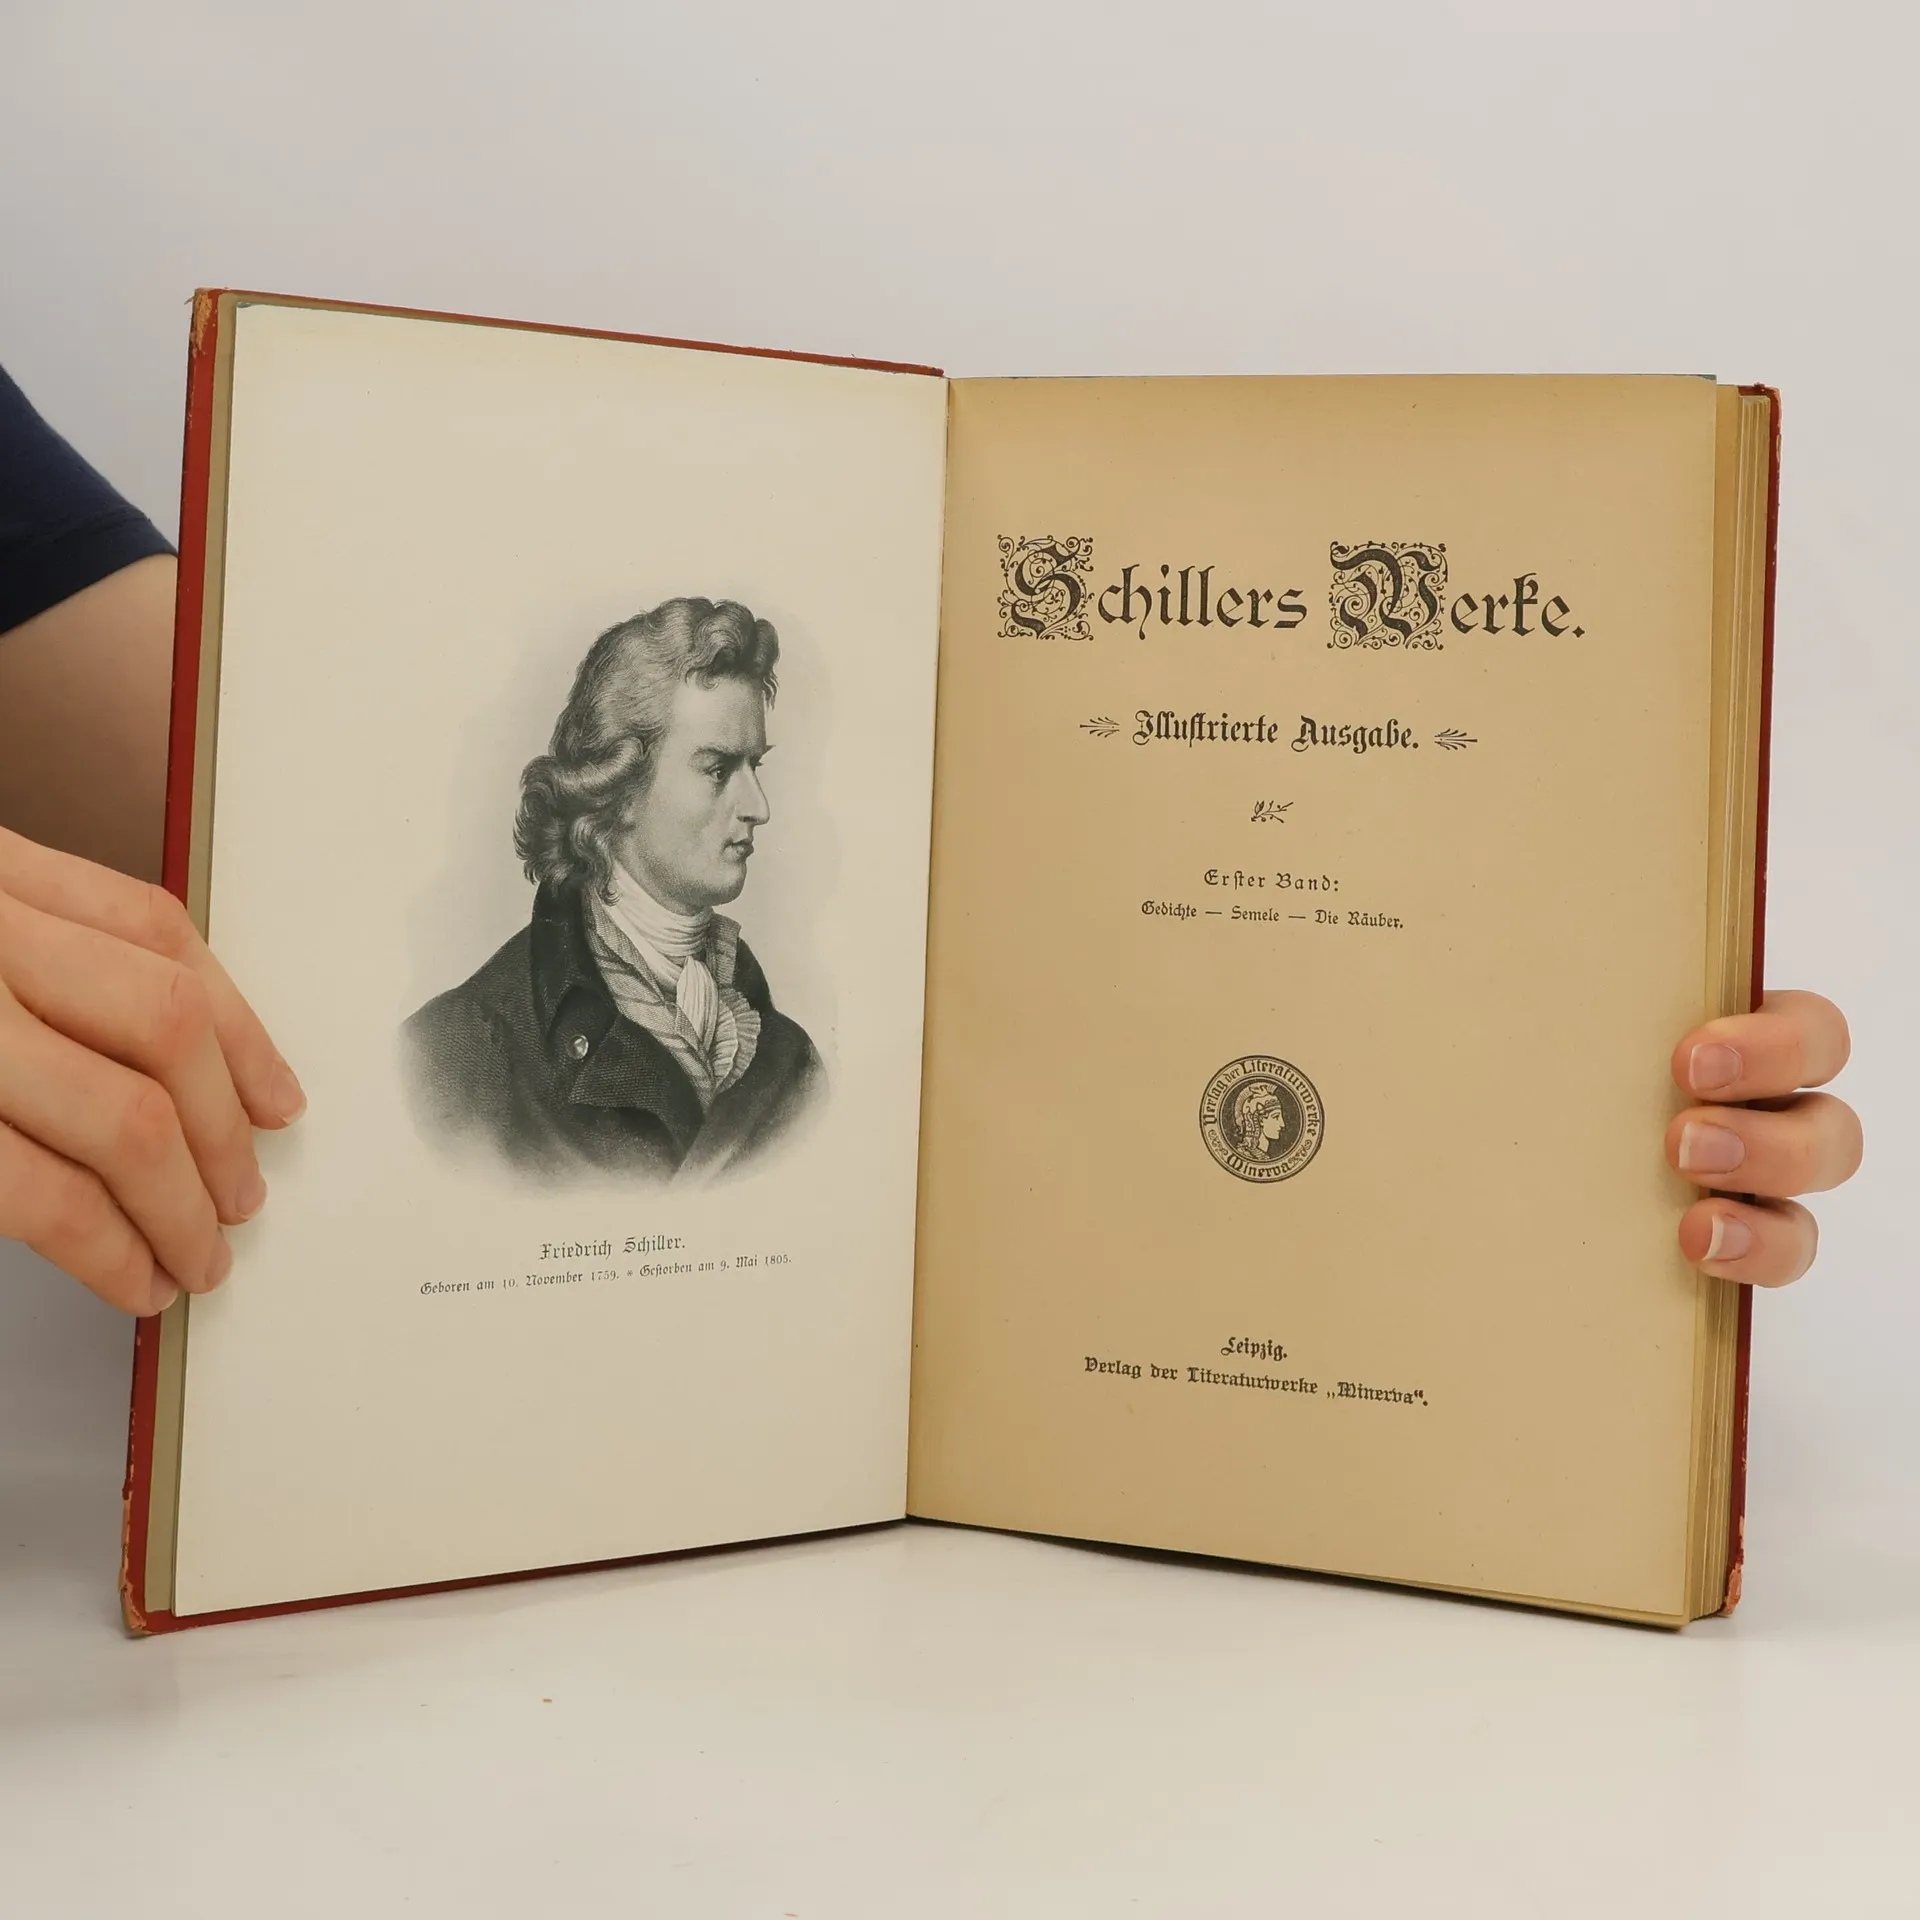 Friedrich Schiller.
Geboren am 10. November 1759. * Gestorben am 9. Mai 1805.
Schillers Werke.
Illustrierte Ausgabe.
Erster Band:
Gedichte — Semele — Die Räuber.
Verlag der Literaturwerke
Minerva
Leipzig.
Verlag der Literaturwerke „Minerva“.